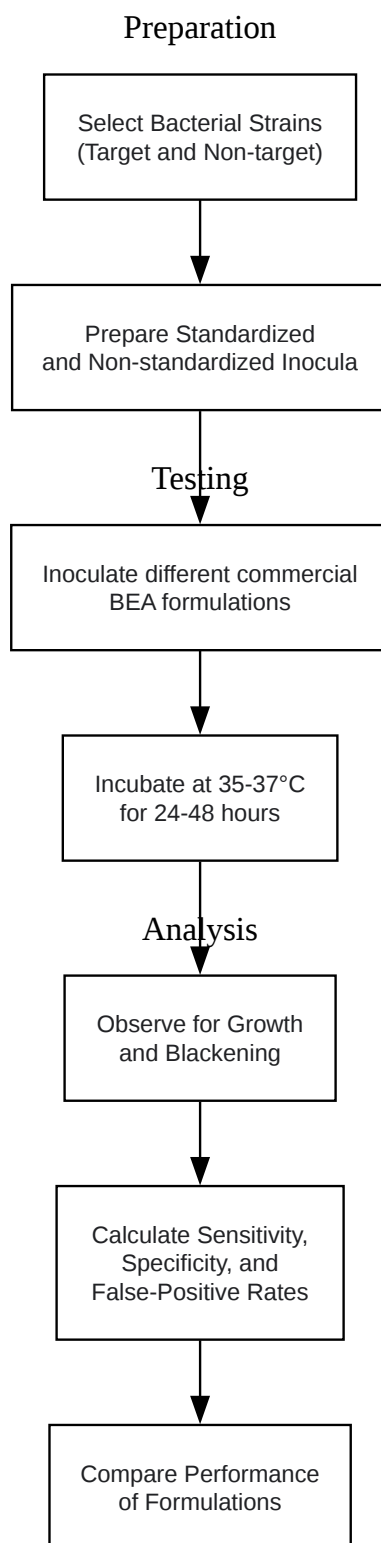 Preparation
Select Bacterial Strains
(Target and Non-target)
Prepare Standardized
and Non-standardized Inocula
Testing
Inoculate different commercial
BEA formulations
Incubate at 35-37°C
for 24-48 hours
Analysis
Observe for Growth
and Blackening
Calculate Sensitivity,
Specificity, and
False-Positive Rates
Compare Performance
of Formulations